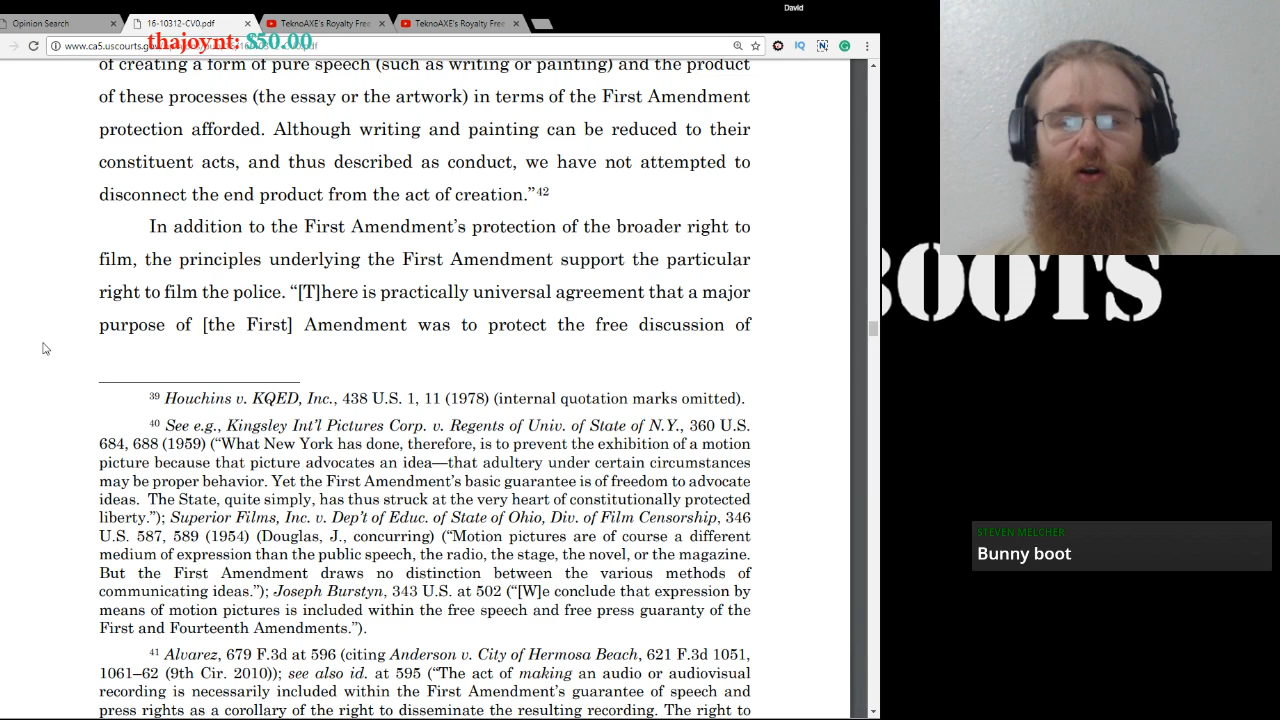 David
Opinion Search
16-10312-CV0.pdf
TeknoAXE's Royalty Free
TeknoAXE's Royalty Free
www.ca5.uscourts.
thajoynt: $50.00
of creating a form of pure speech (such as writing or painting) and the product
of these processes (the essay or the artwork) in terms of the First Amendment
protection afforded. Although writing and painting can be reduced to their
constituent acts, and thus described as conduct, we have not attempted to
disconnect the end product from the act of creation.”42
In addition to the First Amendment’s protection of the broader right to
film, the principles underlying the First Amendment support the particular
right to film the police. “[T]here is practically universal agreement that a major
purpose of [the First] Amendment was to protect the free discussion of
39 Houchins v. KQED, Inc., 438 U.S. 1, 11 (1978) (internal quotation marks omitted).
40 See e.g., Kingsley Int’l Pictures Corp. v. Regents of Univ. of State of N.Y., 360 U.S.
684, 688 (1959) (“What New York has done, therefore, is to prevent the exhibition of a motion
picture because that picture advocates an idea—that adultery under certain circumstances
may be proper behavior. Yet the First Amendment’s basic guarantee is of freedom to advocate
ideas. The State, quite simply, has thus struck at the very heart of constitutionally protected
liberty.”); Superior Films, Inc. v. Dep’t of Educ. of State of Ohio, Div. of Film Censorship, 346
U.S. 587, 589 (1954) (Douglas, J., concurring) (“Motion pictures are of course a different
medium of expression than the public speech, the radio, the stage, the novel, or the magazine.
But the First Amendment draws no distinction between the various methods of
communicating ideas.”); Joseph Burstyn, 343 U.S. at 502 (“[W]e conclude that expression by
means of motion pictures is included within the free speech and free press guaranty of the
First and Fourteenth Amendments.”).
41 Alvarez, 679 F.3d at 596 (citing Anderson v. City of Hermosa Beach, 621 F.3d 1051,
1061–62 (9th Cir. 2010)); see also id. at 595 (“The act of making an audio or audiovisual
recording is necessarily included within the First Amendment’s guarantee of speech and
press rights as a corollary of the right to disseminate the resulting recording. The right to
BOOTS
STEVEN MELCHER
Bunny boot